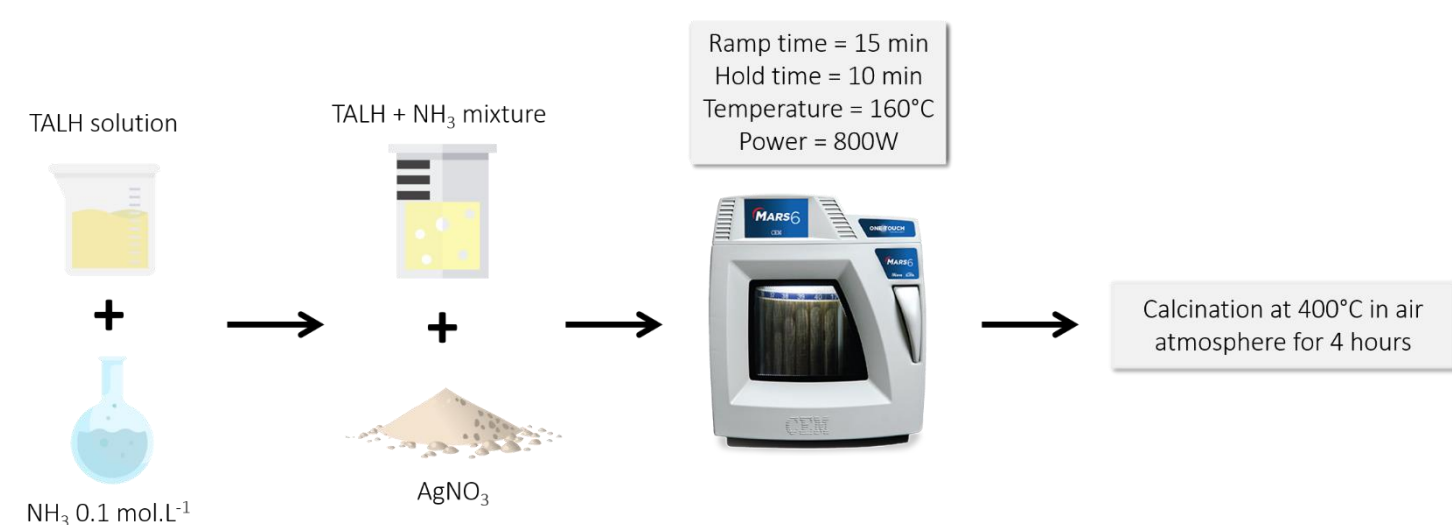 TALH solution
NH₃ 0.1 mol.L⁻¹
TALH + NH₃ mixture
AgNO₃
Ramp time = 15 min
Hold time = 10 min
Temperature = 160°C
Power = 800W
MARS6
CEM
ONE TOUCH
MARS6
CEM
Calcination at 400°C in air
atmosphere for 4 hours